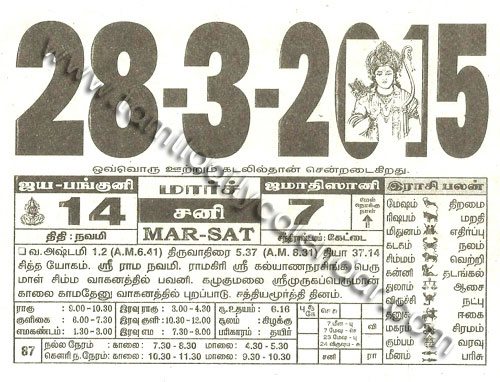 28-3-2015
www.tamildailycalendar.com
ஒவ்வொரு ஊற்றும் கடலில்தான் சென்றடைகிறது.
ஜய-பங்குனி மார்ச் ஜமாதிஸானி இராசி பலன்
14 சனி 7
மேல் நோக்கு நாள்
திதி : நவமி MAR-SAT கேட்டை
வ. அஷ்டமி 1.2 (A.M.6.41) திருவாதிரை 5.37 (A.M. 8.31) 37.14
சித்த யோகம். ஸ்ரீ ராம நவமி. ராமகிரி ஸ்ரீ கல்யாணநரசிங்கப்பெரு
மாள் சிம்ம வாகனத்தில் பவனி. கழுகுமலை ஸ்ரீமுருகப்பெருமான்
காலை காமதேனு வாகனத்தில் புறப்பாடு. சத்தியமூர்த்தி தினம்.
மேஷம் திறமை
ரிஷபம் மறதி
மிதுனம் எதிர்ப்பு
கடகம் நலம்
சிம்மம் வெற்றி
கன்னி தடங்கல்
துலாம் ஆசை
நட்பு
தனுசு ஈகை
மகரம் சிரமம்
கும்பம் வரவு
மீனம் பரிசு
ராகு : 9.00-10.30 இரவு ராகு : 3.00 ரூ.உதயம் : 6.16
குளிகை : 6.00-7.30 இரவு குளி : 10.30-12.00 சூலம் : கிழக்கு
எமகண்டம் : 1.30-3.00 இரவு எம : 7.30-9.00 பரிகாரம் : தயிர்
87 நல்ல நேரம் : காலை : 7.30 - 8.30 மாலை : 4.30 - 5.30
கௌரி ந.நேரம் : காலை : 10.30 - 11.30 மாலை : 9.30 - 10.30